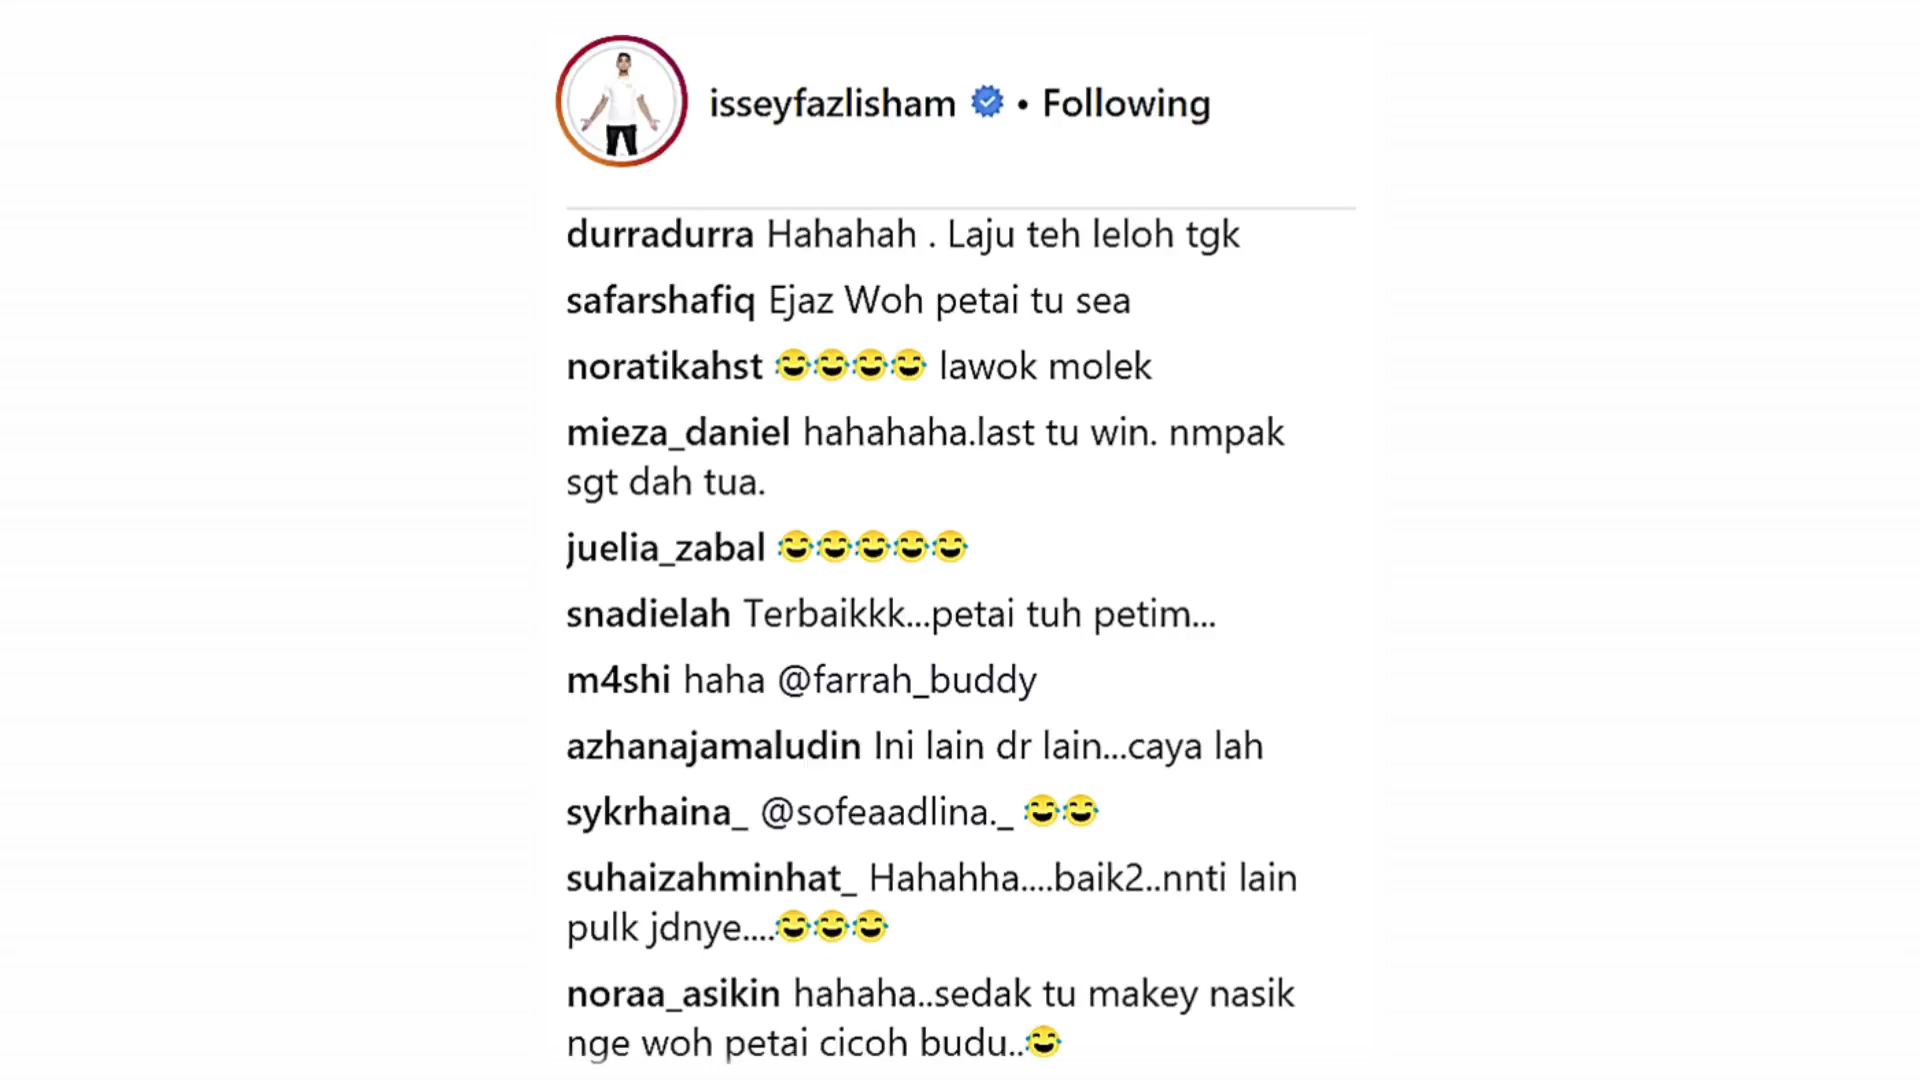 isseyfazlisham • Following
durradurra Hahahah . Laju teh leloh tgk
safarshafiq Ejaz Woh petai tu sea
noratikahst 😂😂😂😂 lawok molek
mieza_daniel hahahaha.last tu win. nmpak
sgt dah tua.
juelia_zabal 😂😂😂😂😂
snadielah Terbaikkk...petai tuh petim...
m4shi haha @farrah_buddy
azhanajamaludin Ini lain dr lain...caya lah
sykrhaina_ @sofeaadlina._ 😂😂
suhaizahminhat_ Hahahha....baik2..nnti lain
pulk jdnye....😂😂😂
noraa_asikin hahaha..sedak tu makey nasik
nge woh petai cicoh budu..😂